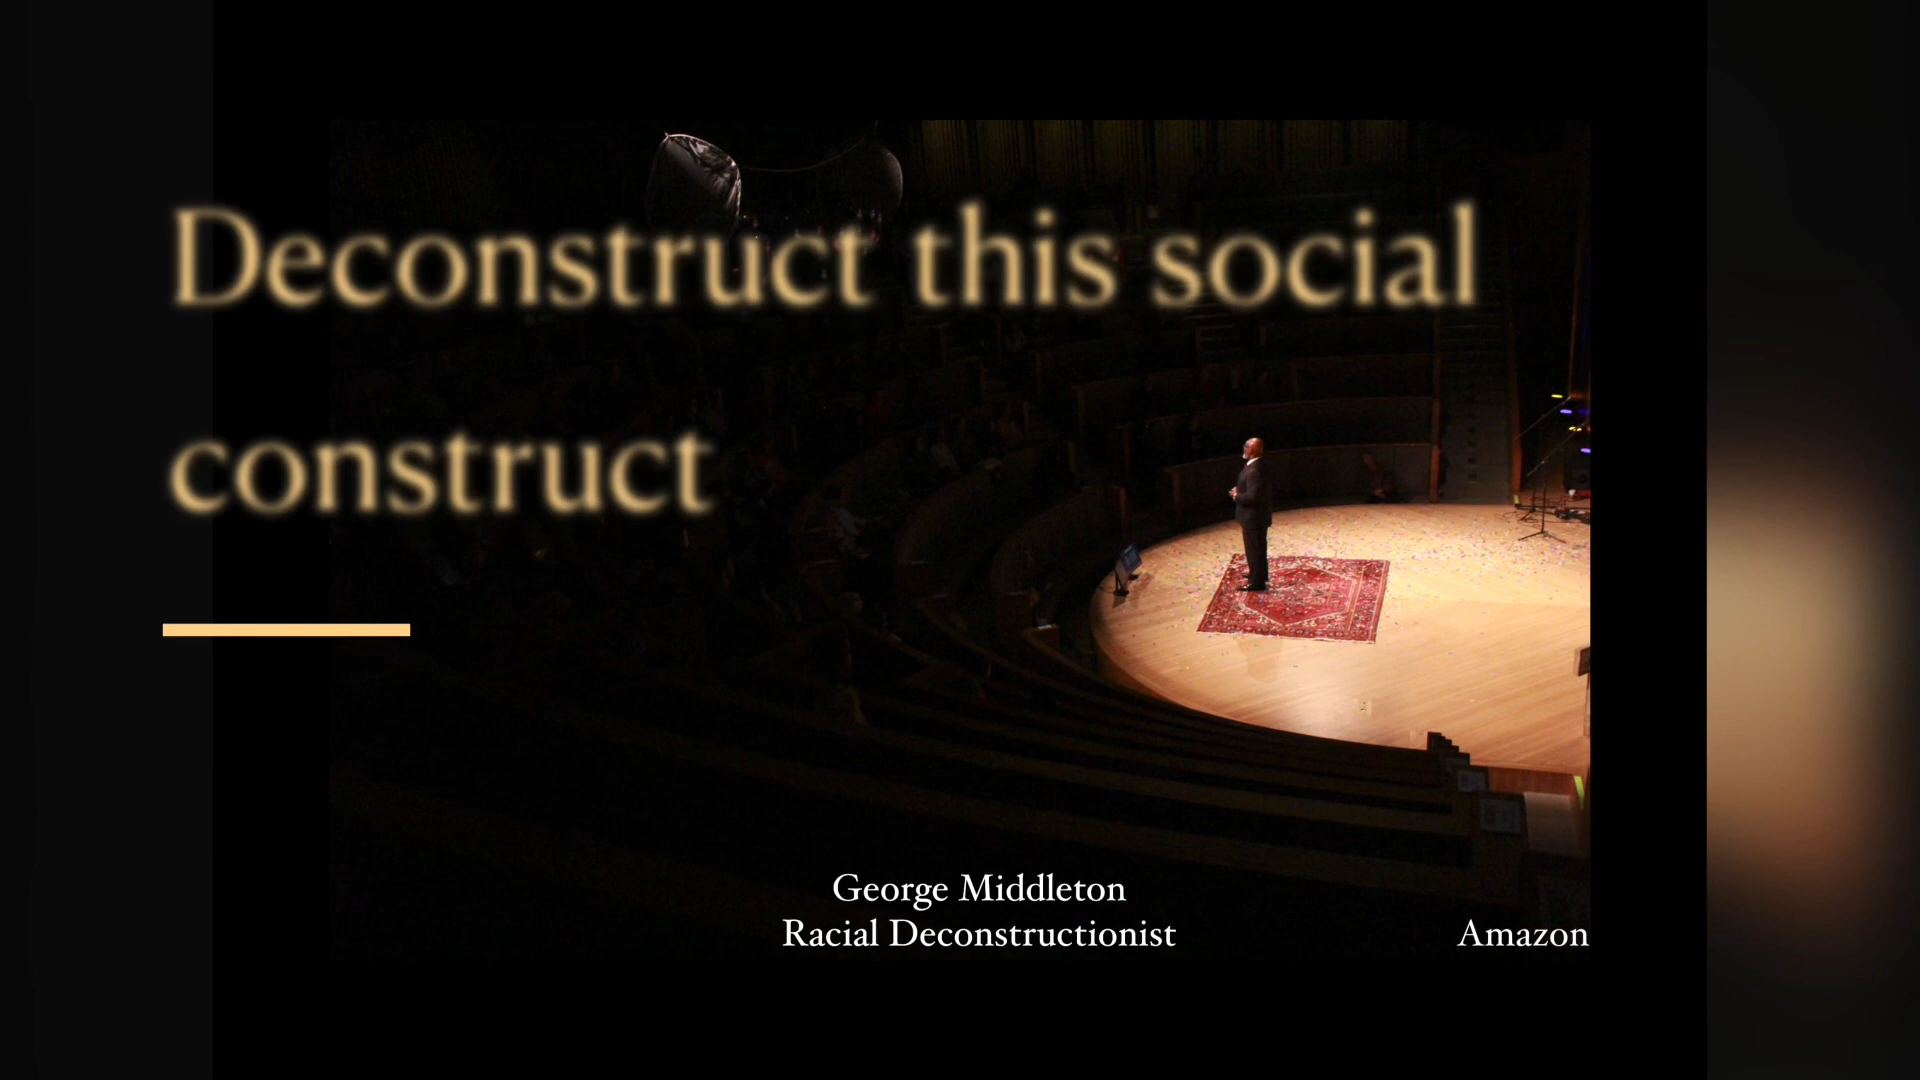 Deconstruct this social
construct
George Middleton
Racial Deconstructionist
Amazon